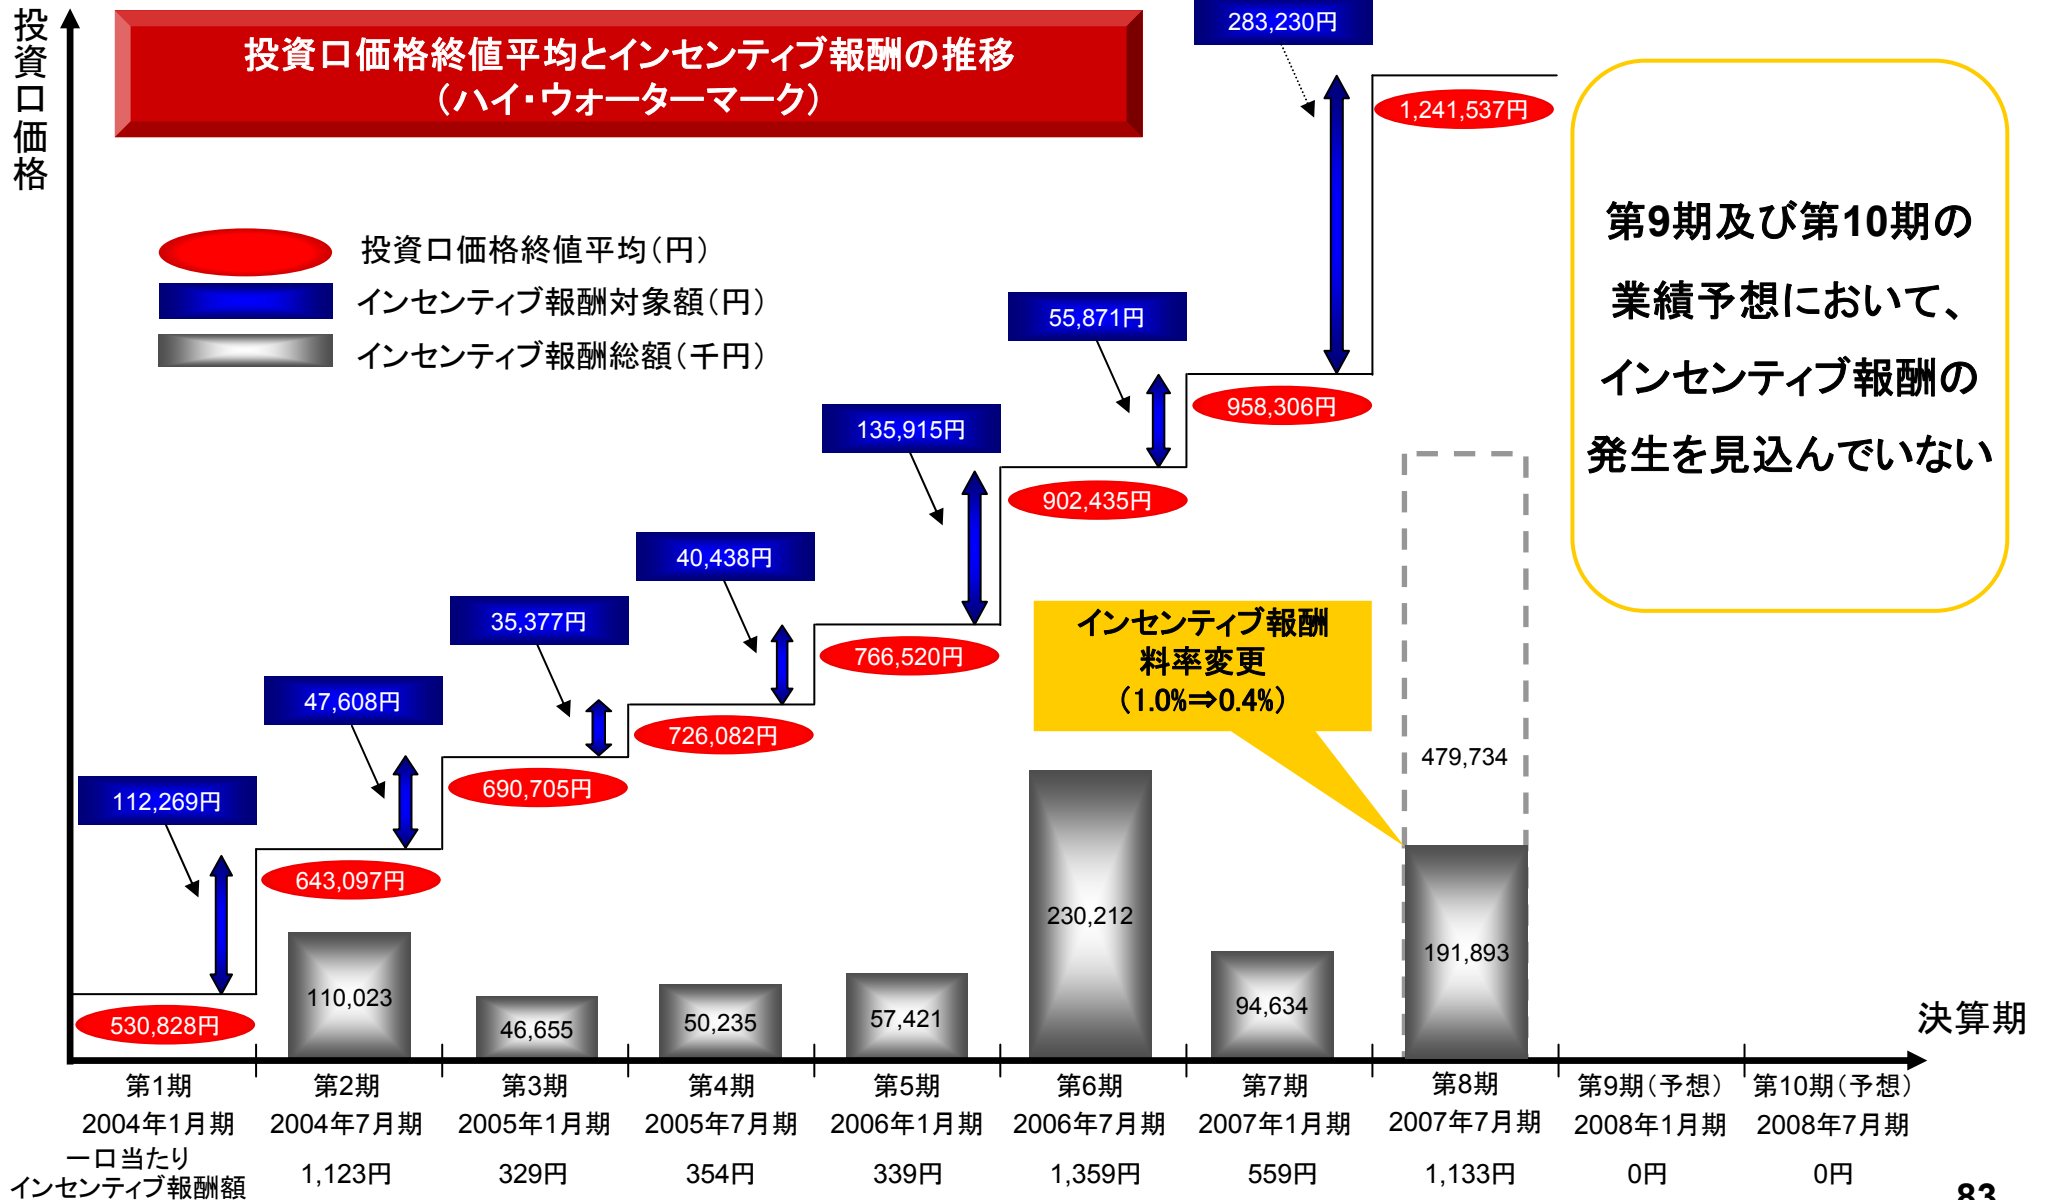 投資口価格
投資口価格終値平均とインセンティブ報酬の推移
（ハイ・ウォーターマーク）
投資口価格終値平均（円）
インセンティブ報酬対象額（円）
インセンティブ報酬総額（千円）
283,230円
1,241,537円
第9期及び第10期の
業績予想において、
インセンティブ報酬の
発生を見込んでいない
55,871円
958,306円
135,915円
902,435円
40,438円
766,520円
35,377円
726,082円
47,608円
690,705円
112,269円
643,097円
530,828円
インセンティブ報酬
料率変更
（1.0%⇒0.4%）
479,734
110,023
46,655
50,235
57,421
230,212
94,634
191,893
決算期
第1期 第2期 第3期 第4期 第5期 第6期 第7期 第8期 第9期（予想） 第10期（予想）
2004年1月期 2004年7月期 2005年1月期 2005年7月期 2006年1月期 2006年7月期 2007年1月期 2007年7月期 2008年1月期 2008年7月期
一口当たり
インセンティブ報酬額
1,123円 329円 354円 339円 1,359円 559円 1,133円 0円 0円
83